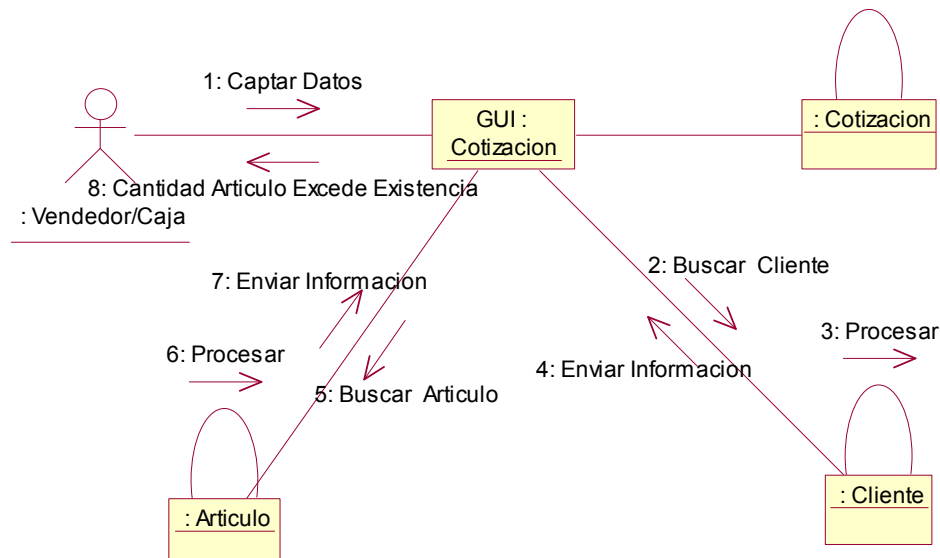 1: Captar Datos
GUI :
Cotizacion
: Cotizacion
8: Cantidad Articulo Excede Existencia
: Vendedor/Caja
7: Enviar Informacion
2: Buscar Cliente
3: Procesar
6: Procesar
4: Enviar Informacion
5: Buscar Articulo
: Articulo
: Cliente